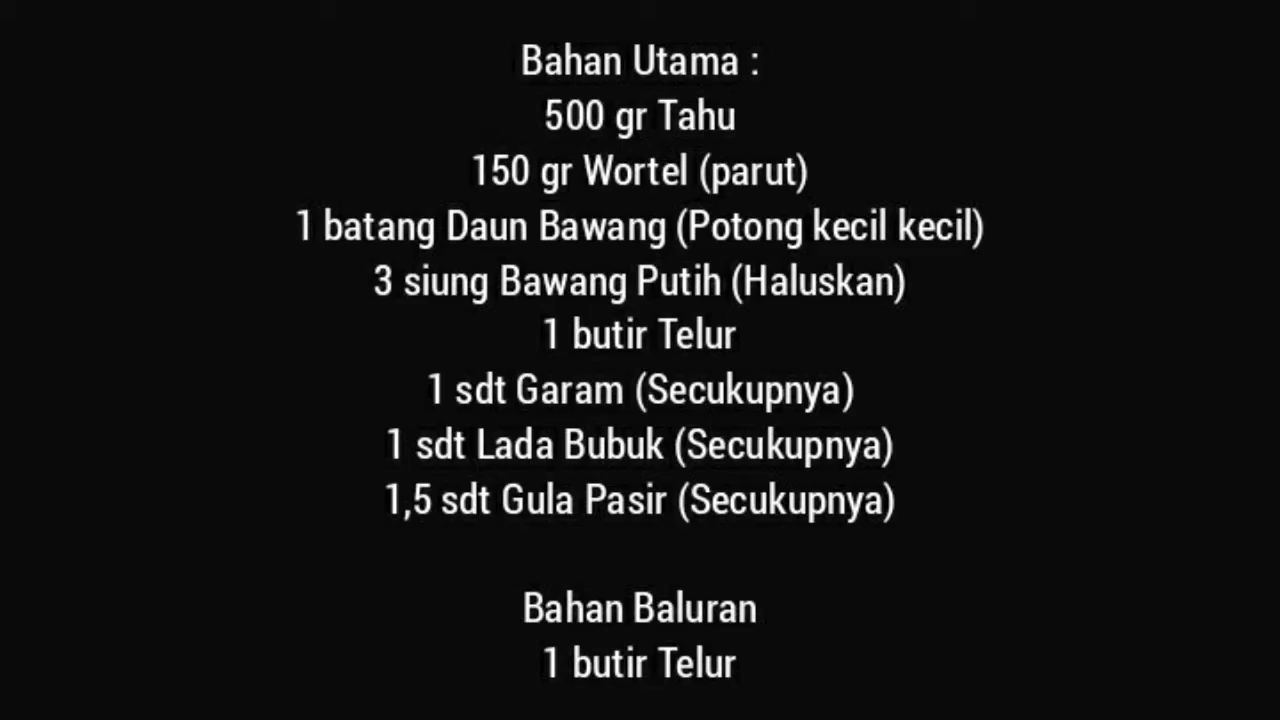 Bahan Utama :
500 gr Tahu
150 gr Wortel (parut)
1 batang Daun Bawang (Potong kecil kecil)
3 siung Bawang Putih (Haluskan)
1 butir Telur
1 sdt Garam (Secukupnya)
1 sdt Lada Bubuk (Secukupnya)
1,5 sdt Gula Pasir (Secukupnya)
Bahan Baluran
1 butir Telur